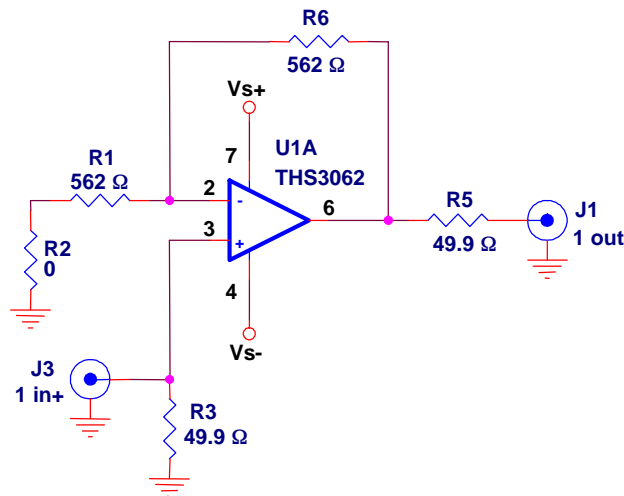 R6
562 Ω
Vs+
U1A
THS3062
7
R1
562 Ω
2
-
3
+
6
R5
49.9 Ω
J1
1 out
R2
0
4
Vs-
J3
1 in+
R3
49.9 Ω